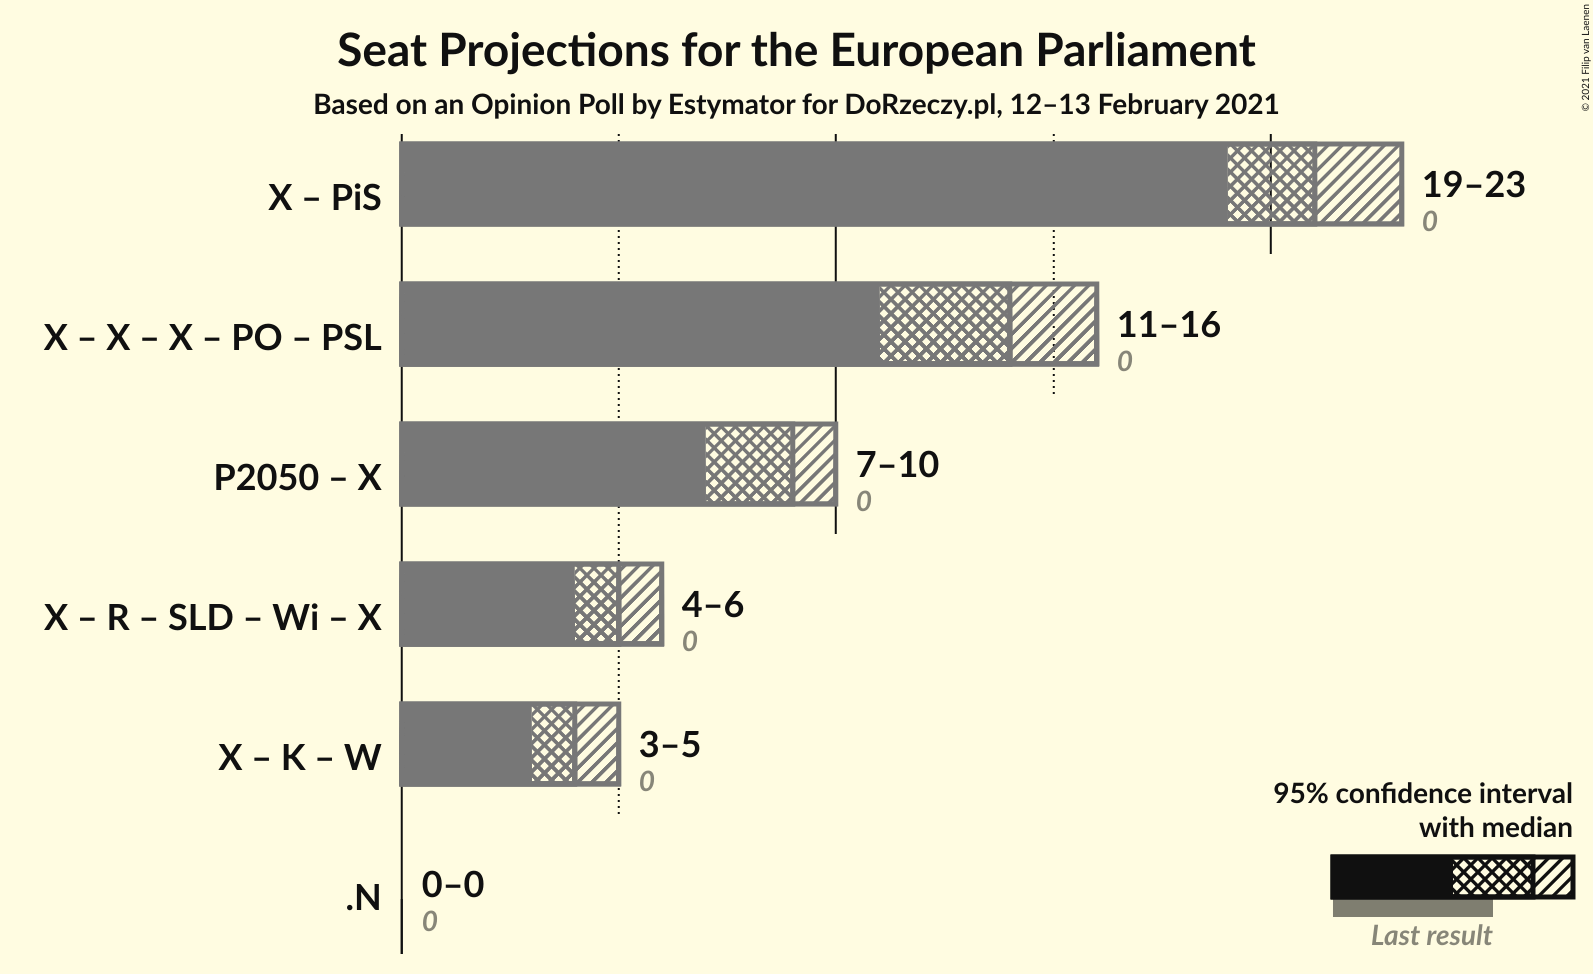 Seat Projections for the European Parliament
Based on an Opinion Poll by Estymator for DoRzeczy.pl, 12–13 February 2021
© 2021 Filip van Laenen
X – PiS
19–23
0
X – X – X – PO – PSL
11–16
0
P2050 – X
7–10
0
X – R – SLD – Wi – X
4–6
0
X – K – W
3–5
0
.N
0–0
0
95% confidence interval
with median
Last result